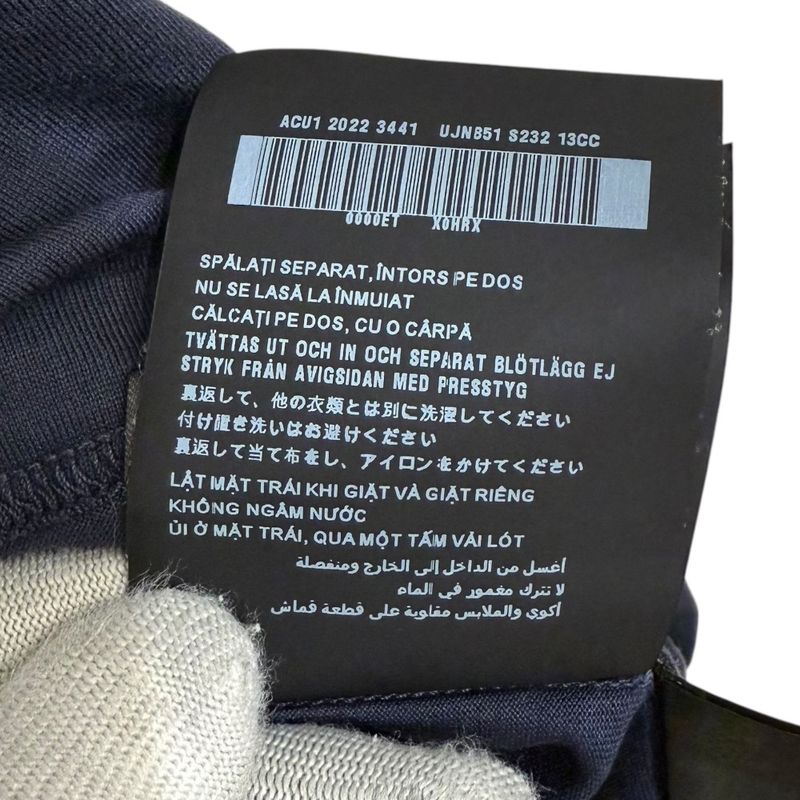 ACU1 2022 3441 UJN851 S232 13CC
0000ET X0HRX
SPĂLAȚI SEPARAT, ÎNTORS PE DOS
NU SE LASĂ LA ÎNMUIAT
CĂLCAȚI PE DOS, CU O CÂRPĂ
TVÄTTAS UT OCH IN OCH SEPARAT BLÖTLÄGG EJ
STRYK FRÅN AVIGSIDAN MED PRESSTYG
裏返して、他の衣類とは別に洗濯してください
付け置き洗いはお避けください
裏返して当て布をし、アイロンをかけてください
LẬT MẶT TRÁI KHI GIẶT VÀ GIẶT RIÊNG
KHÔNG NGÂM NƯỚC
ỦI Ở MẶT TRÁI, QUA MỘT TẤM VẢI LÓT
أغسل من الداخل إلى الخارج ومنفصلة
لا تترك مغمور في الماه
أكوي والملابس مقلوبة على قطعة قماش